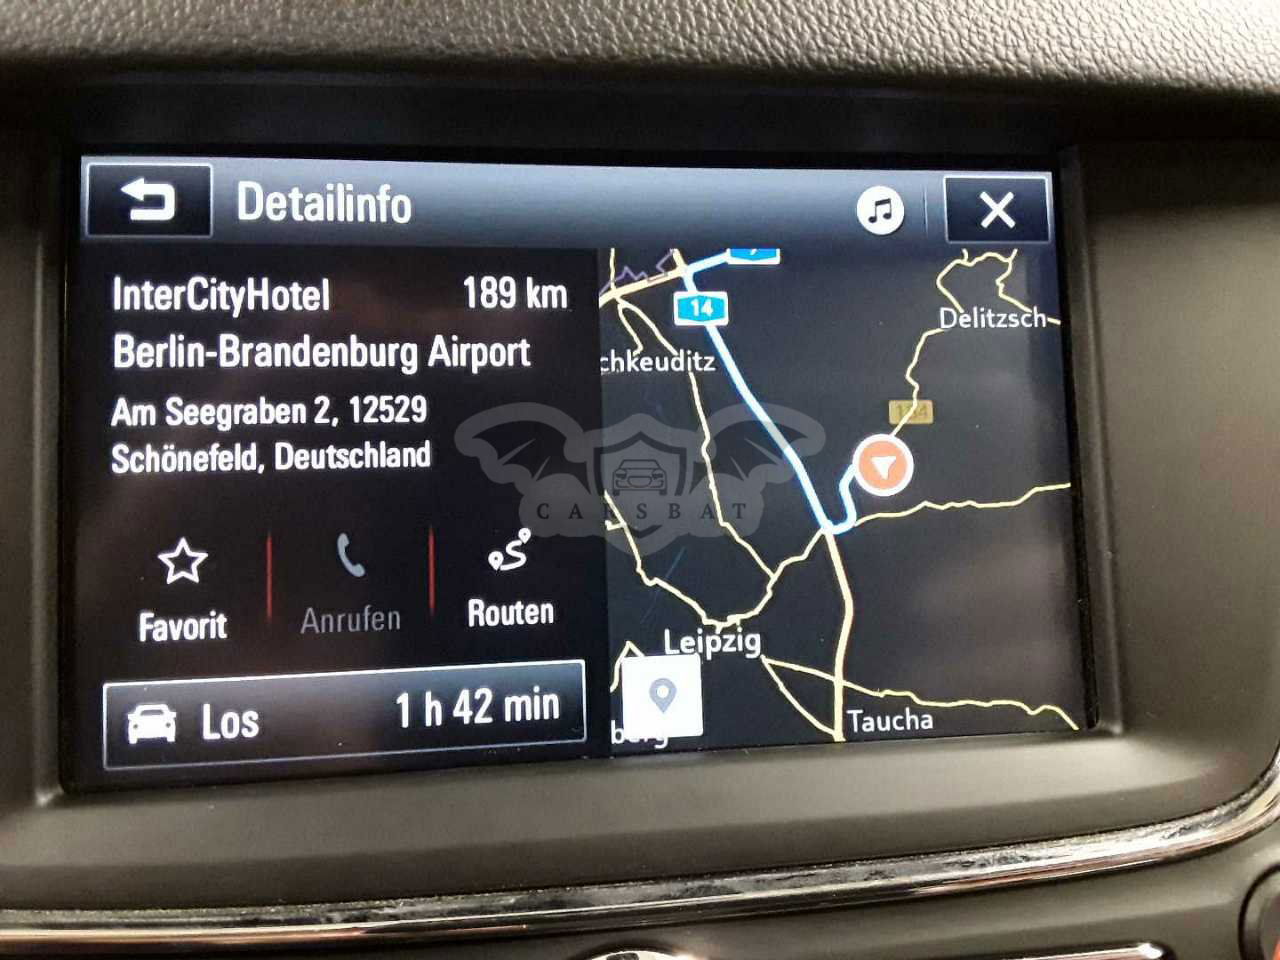 Detailinfo
InterCityHotel 189 km
Berlin-Brandenburg Airport
Am Seegraben 2, 12529
Schönefeld, Deutschland
Favorit
Anrufen
Routen
Los 1 h 42 min
14
Delitzsch
chkeuditz
184
Leipzig
Taucha
CARSBAT